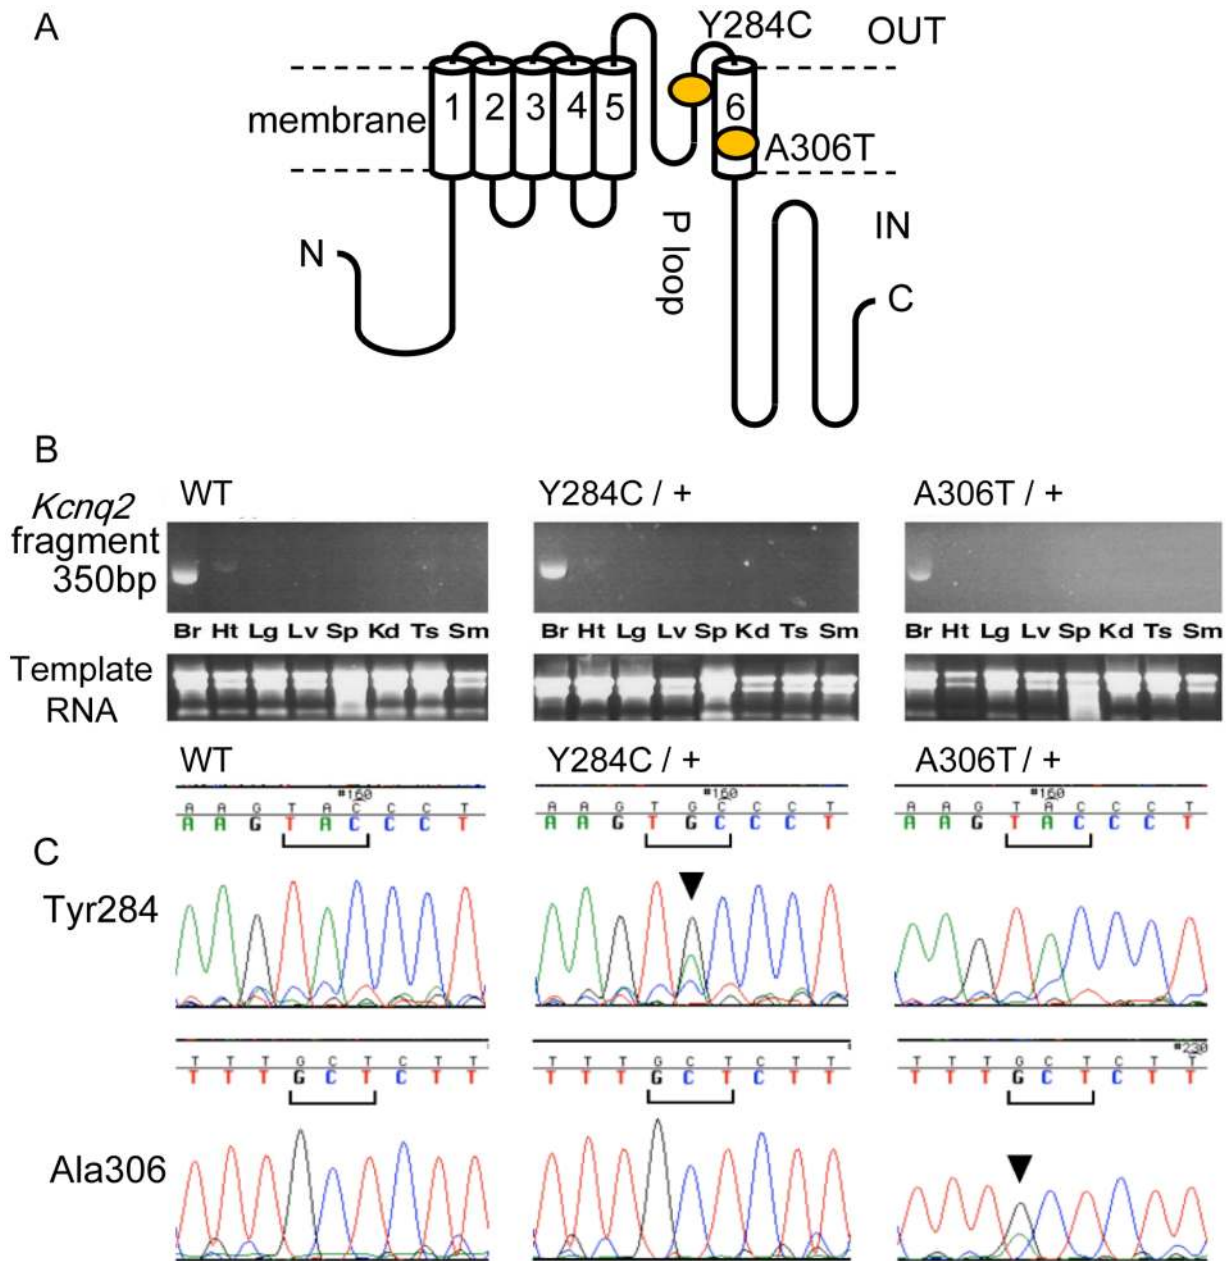 A
Y284C
OUT
membrane
1 2 3 4 5 6
A306T
P loop
N
IN
C
B
Kcnq2
fragment
350bp
WT
Y284C / +
A306T / +
Br Ht Lg Lv Sp Kd Ts Sm
Br Ht Lg Lv Sp Kd Ts Sm
Br Ht Lg Lv Sp Kd Ts Sm
Template
RNA
WT
Y284C / +
A306T / +
#160
A A G T A C C C T
A A G T A C C C T
#160
A A G T G C C C T
A A G T G C C C T
#160
A A G T A C C C T
A A G T A C C C T
C
Tyr284
T T T G C T C T T
T T T G C T C T T
T T T G C T C T T
T T T G C T C T T
#230
T T T G C T C T T
T T T G C T C T T
Ala306